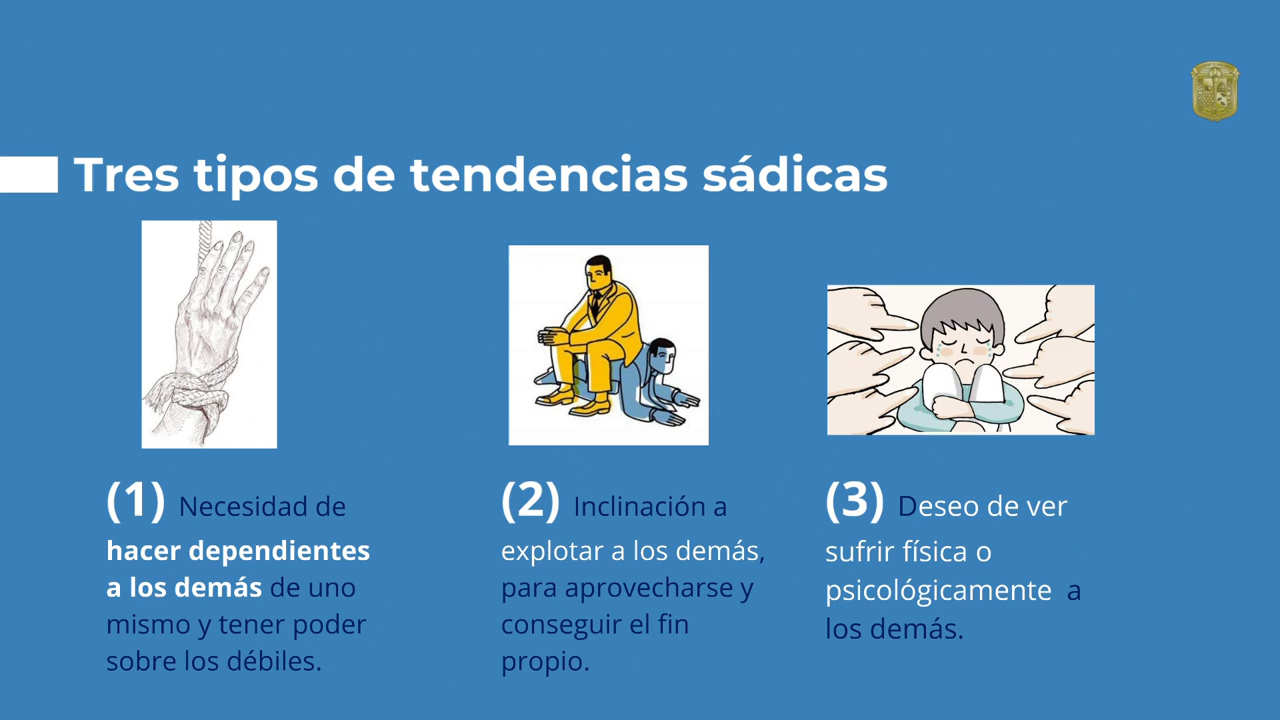 Tres tipos de tendencias sádicas
(1) Necesidad de
hacer dependientes
a los demás de uno
mismo y tener poder
sobre los débiles.
(2) Inclinación a
explotar a los demás,
para aprovecharse y
conseguir el fin
propio.
(3) Deseo de ver
sufrir física o
psicológicamente a
los demás.